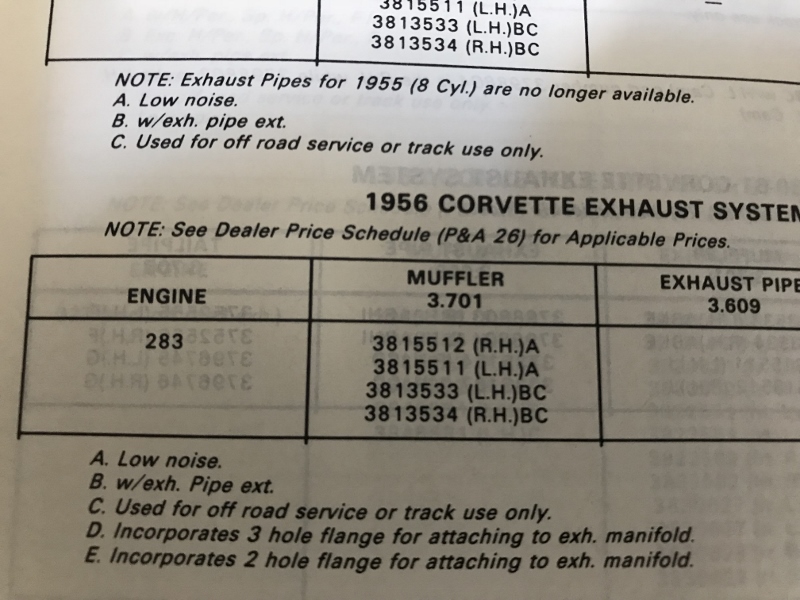 3815511 (L.H.)A
3813533 (L.H.)BC
3813534 (R.H.)BC
NOTE: Exhaust Pipes for 1955 (8 Cyl.) are no longer available.
A. Low noise.
B. w/exh. pipe ext.
C. Used for off road service or track use only.
1956 CORVETTE EXHAUST SYSTEM
NOTE: See Dealer Price Schedule (P&A 26) for Applicable Prices.
ENGINE
MUFFLER
3.701
EXHAUST PIPE
3.609
283
3815512 (R.H.)A
3815511 (L.H.)A
3813533 (L.H.)BC
3813534 (R.H.)BC
A. Low noise.
B. w/exh. Pipe ext.
C. Used for off road service or track use only.
D. Incorporates 3 hole flange for attaching to exh. manifold.
E. Incorporates 2 hole flange for attaching to exh. manifold.